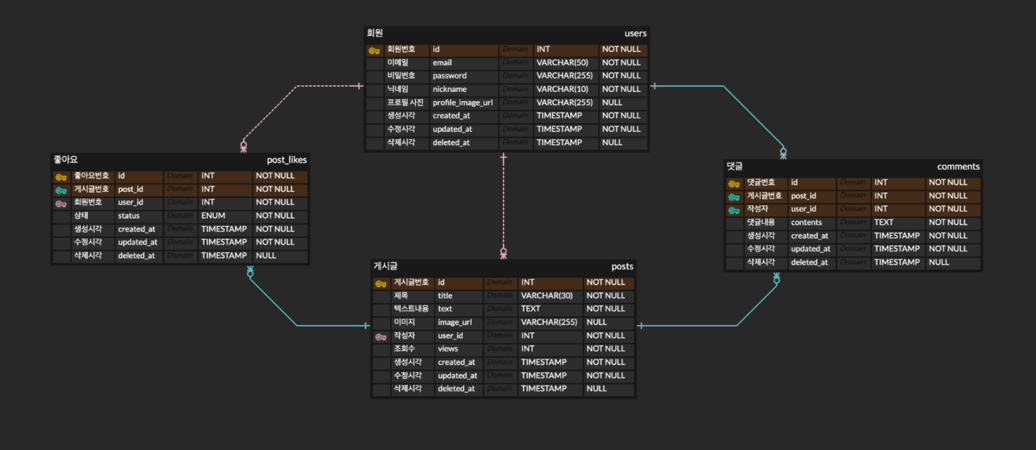 회원 users
회원번호 id Domain INT NOT NULL
이메일 email Domain VARCHAR(50) NOT NULL
비밀번호 password Domain VARCHAR(255) NOT NULL
닉네임 nickname Domain VARCHAR(10) NOT NULL
프로필 사진 profile_image_url Domain VARCHAR(255) NULL
생성시각 created_at Domain TIMESTAMP NOT NULL
수정시각 updated_at Domain TIMESTAMP NOT NULL
삭제시각 deleted_at Domain TIMESTAMP NULL
좋아요 post_likes
좋아요번호 id Domain INT NOT NULL
게시글번호 post_id Domain INT NOT NULL
회원번호 user_id Domain INT NOT NULL
상태 status Domain ENUM NOT NULL
생성시각 created_at Domain TIMESTAMP NOT NULL
수정시각 updated_at Domain TIMESTAMP NOT NULL
삭제시각 deleted_at Domain TIMESTAMP NULL
댓글 comments
댓글번호 id Domain INT NOT NULL
게시글번호 post_id Domain INT NOT NULL
작성자 user_id Domain INT NOT NULL
댓글내용 contents Domain TEXT NOT NULL
생성시각 created_at Domain TIMESTAMP NOT NULL
수정시각 updated_at Domain TIMESTAMP NOT NULL
삭제시각 deleted_at Domain TIMESTAMP NULL
게시글 posts
게시글번호 id Domain INT NOT NULL
제목 title Domain VARCHAR(30) NOT NULL
텍스트내용 text Domain TEXT NOT NULL
이미지 image_url Domain VARCHAR(255) NULL
작성자 user_id Domain INT NOT NULL
조회수 views Domain INT NOT NULL
생성시각 created_at Domain TIMESTAMP NOT NULL
수정시각 updated_at Domain TIMESTAMP NOT NULL
삭제시각 deleted_at Domain TIMESTAMP NULL